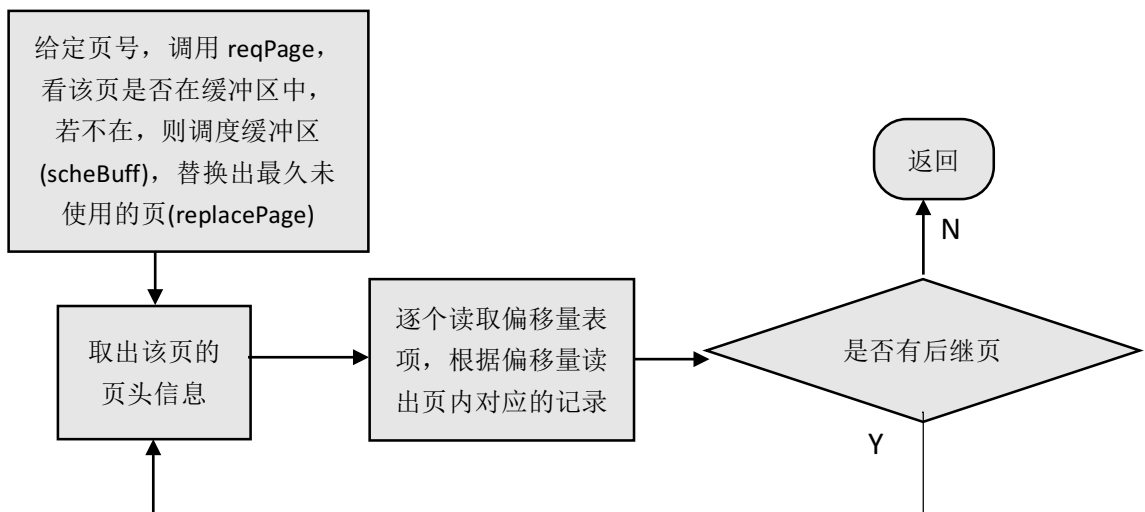 给定页号，调用 reqPage，
看该页是否在缓冲区中，
若不在，则调度缓冲区
(scheBuff)，替换出最久未
使用的页(replacePage)
返回
N
取出该页的
页头信息
逐个读取偏移量表
项，根据偏移量读
出页内对应的记录
是否有后继页
Y